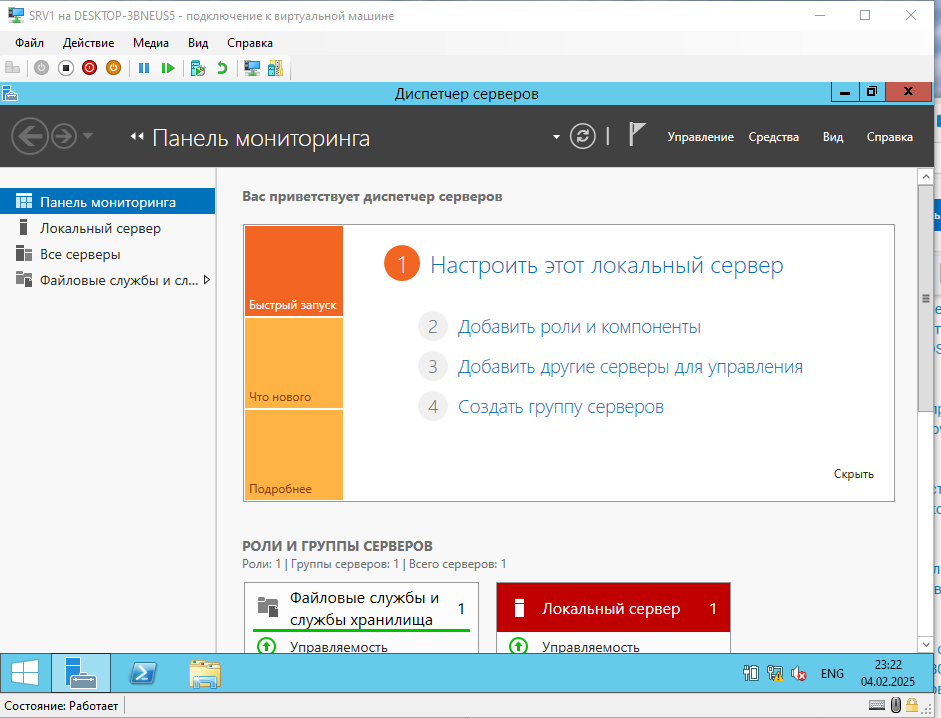 SRV1 на DESKTOP-3BNEUS5 - подключение к виртуальной машине
Файл Действие Медиа Вид Справка
Диспетчер серверов
Панель мониторинга
Управление Средства Вид Справка
Панель мониторинга
Локальный сервер
Все серверы
Файловые службы и сл...
Вас приветствует диспетчер серверов
Быстрый запуск
Что нового
Подробнее
1 Настроить этот локальный сервер
2 Добавить роли и компоненты
3 Добавить другие серверы для управления
4 Создать группу серверов
Скрыть
РОЛИ И ГРУППЫ СЕРВЕРОВ
Роли: 1 | Группы серверов: 1 | Всего серверов: 1
Файловые службы и
службы хранилища
1
Управляемость
Локальный сервер 1
Управляемость
ENG
23:22
04.02.2025
Состояние: Работает